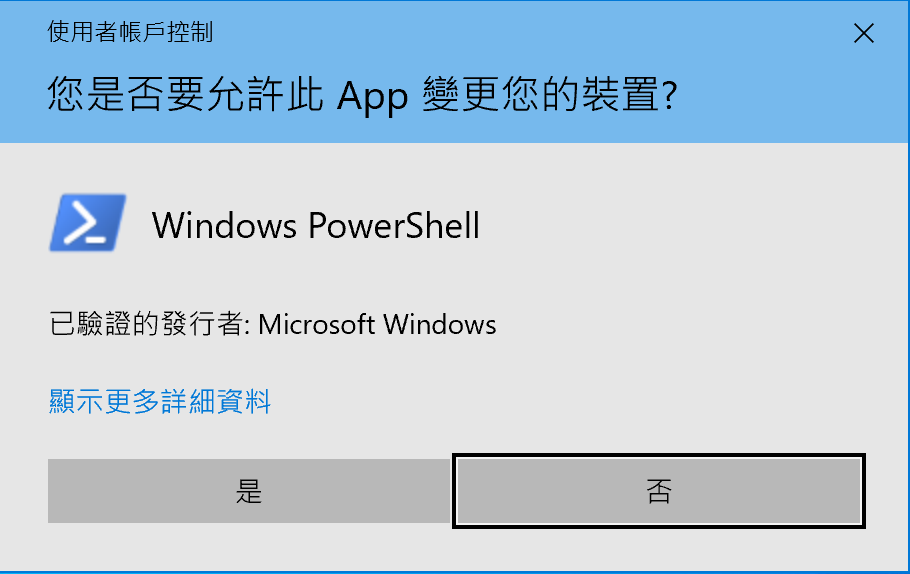 使用者帳戶控制
您是否要允許此 App 變更您的裝置?
Windows PowerShell
已驗證的發行者: Microsoft Windows
顯示更多詳細資料
是
否